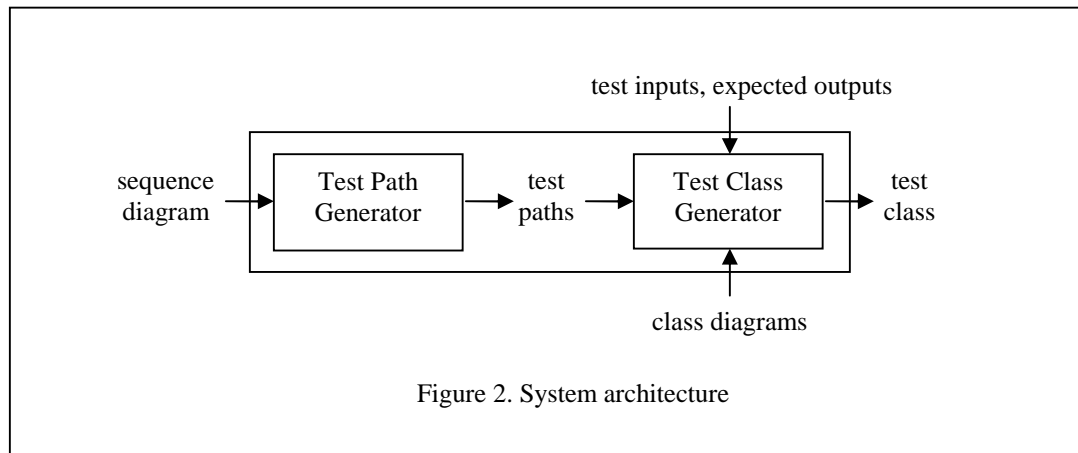 test inputs, expected outputs
sequence
diagram
Test Path
Generator
test
paths
Test Class
Generator
test
class
class diagrams
Figure 2. System architecture